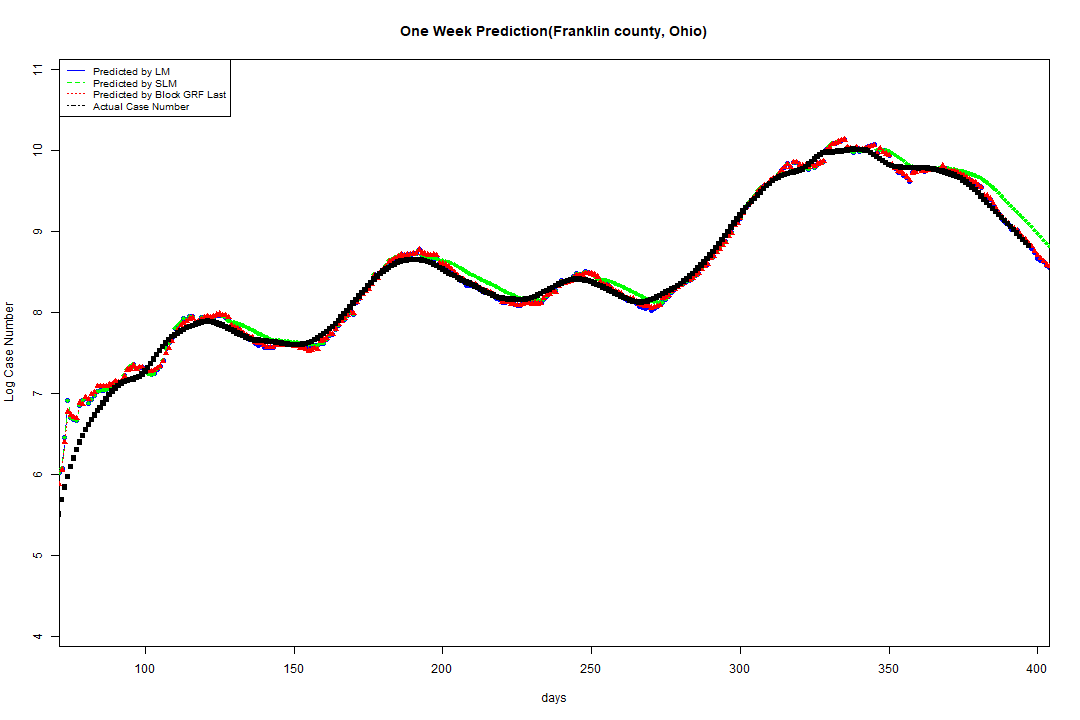 One Week Prediction(Franklin county, Ohio)
Predicted by LM
Predicted by SLM
Predicted by Block GRF Last
Actual Case Number
11
10
9
8
7
6
5
4
Log Case Number
100 150 200 250 300 350 400
days